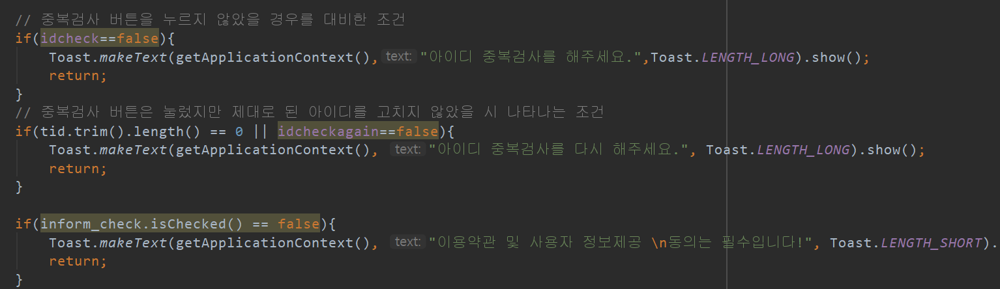 // 중복검사 버튼을 누르지 않았을 경우를 대비한 조건
if(idcheck==false){
    Toast.makeText(getApplicationContext(), text: "아이디 중복검사를 해주세요.",Toast.LENGTH_LONG).show();
    return;
}
// 중복검사 버튼은 눌렀지만 제대로 된 아이디를 고치지 않았을 시 나타나는 조건
if(tid.trim().length() == 0 || idcheckagain==false){
    Toast.makeText(getApplicationContext(), text: "아이디 중복검사를 다시 해주세요.", Toast.LENGTH_LONG).show();
    return;
}
if(inform_check.isChecked() == false){
    Toast.makeText(getApplicationContext(), text: "이용약관 및 사용자 정보제공 \n동의는 필수입니다!", Toast.LENGTH_SHORT).
    return;
}